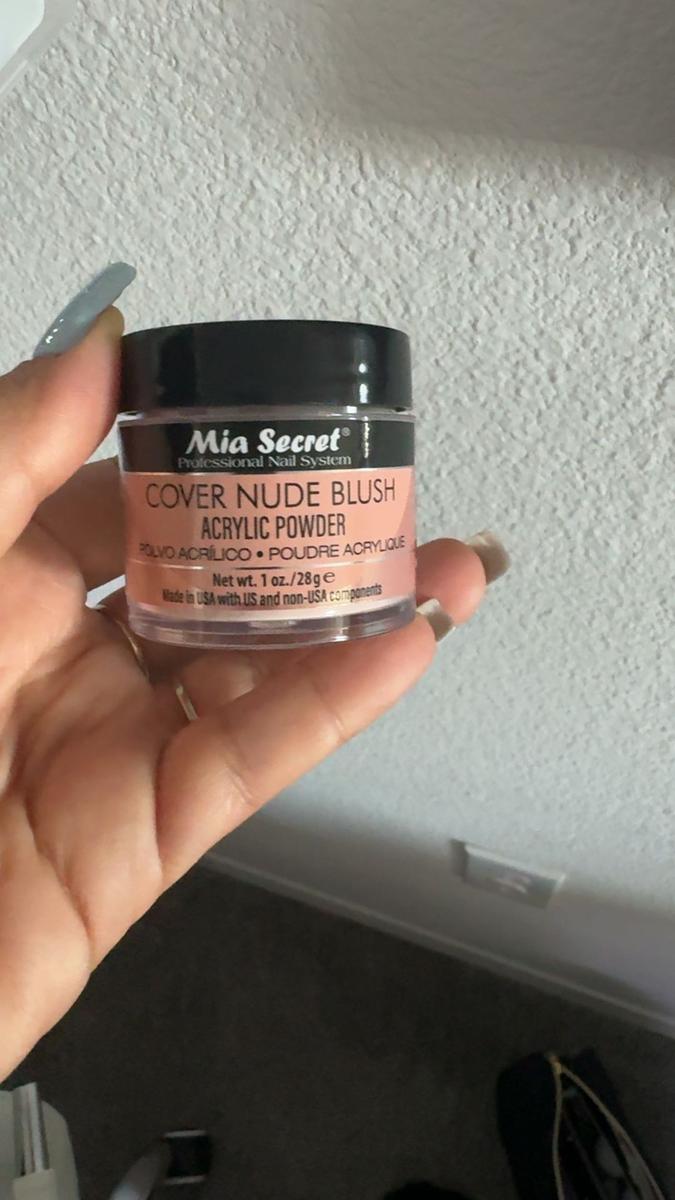 Mia Secret®
Professional Nail System
COVER NUDE BLUSH
ACRYLIC POWDER
POLVO ACRÍLICO • POUDRE ACRYLIQUE
Net wt. 1 oz./28g e
Made in USA with US and non-USA components